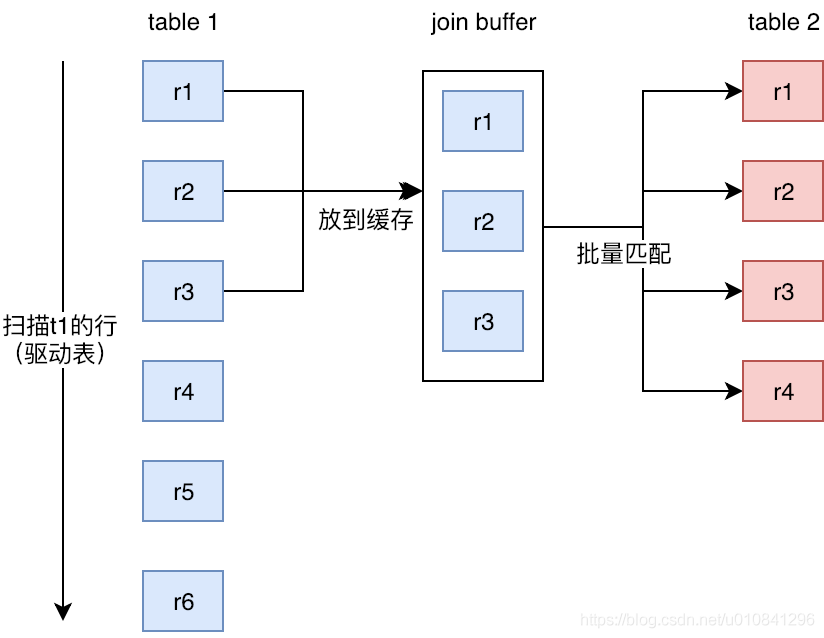 table 1
join buffer
table 2
r1
r1
r1
r2
放到缓存
r2
r2
批量匹配
r3
r3
r3
扫描t1的行
（驱动表）
r4
r4
r5
r6
https://blog.csdn.net/u010841296